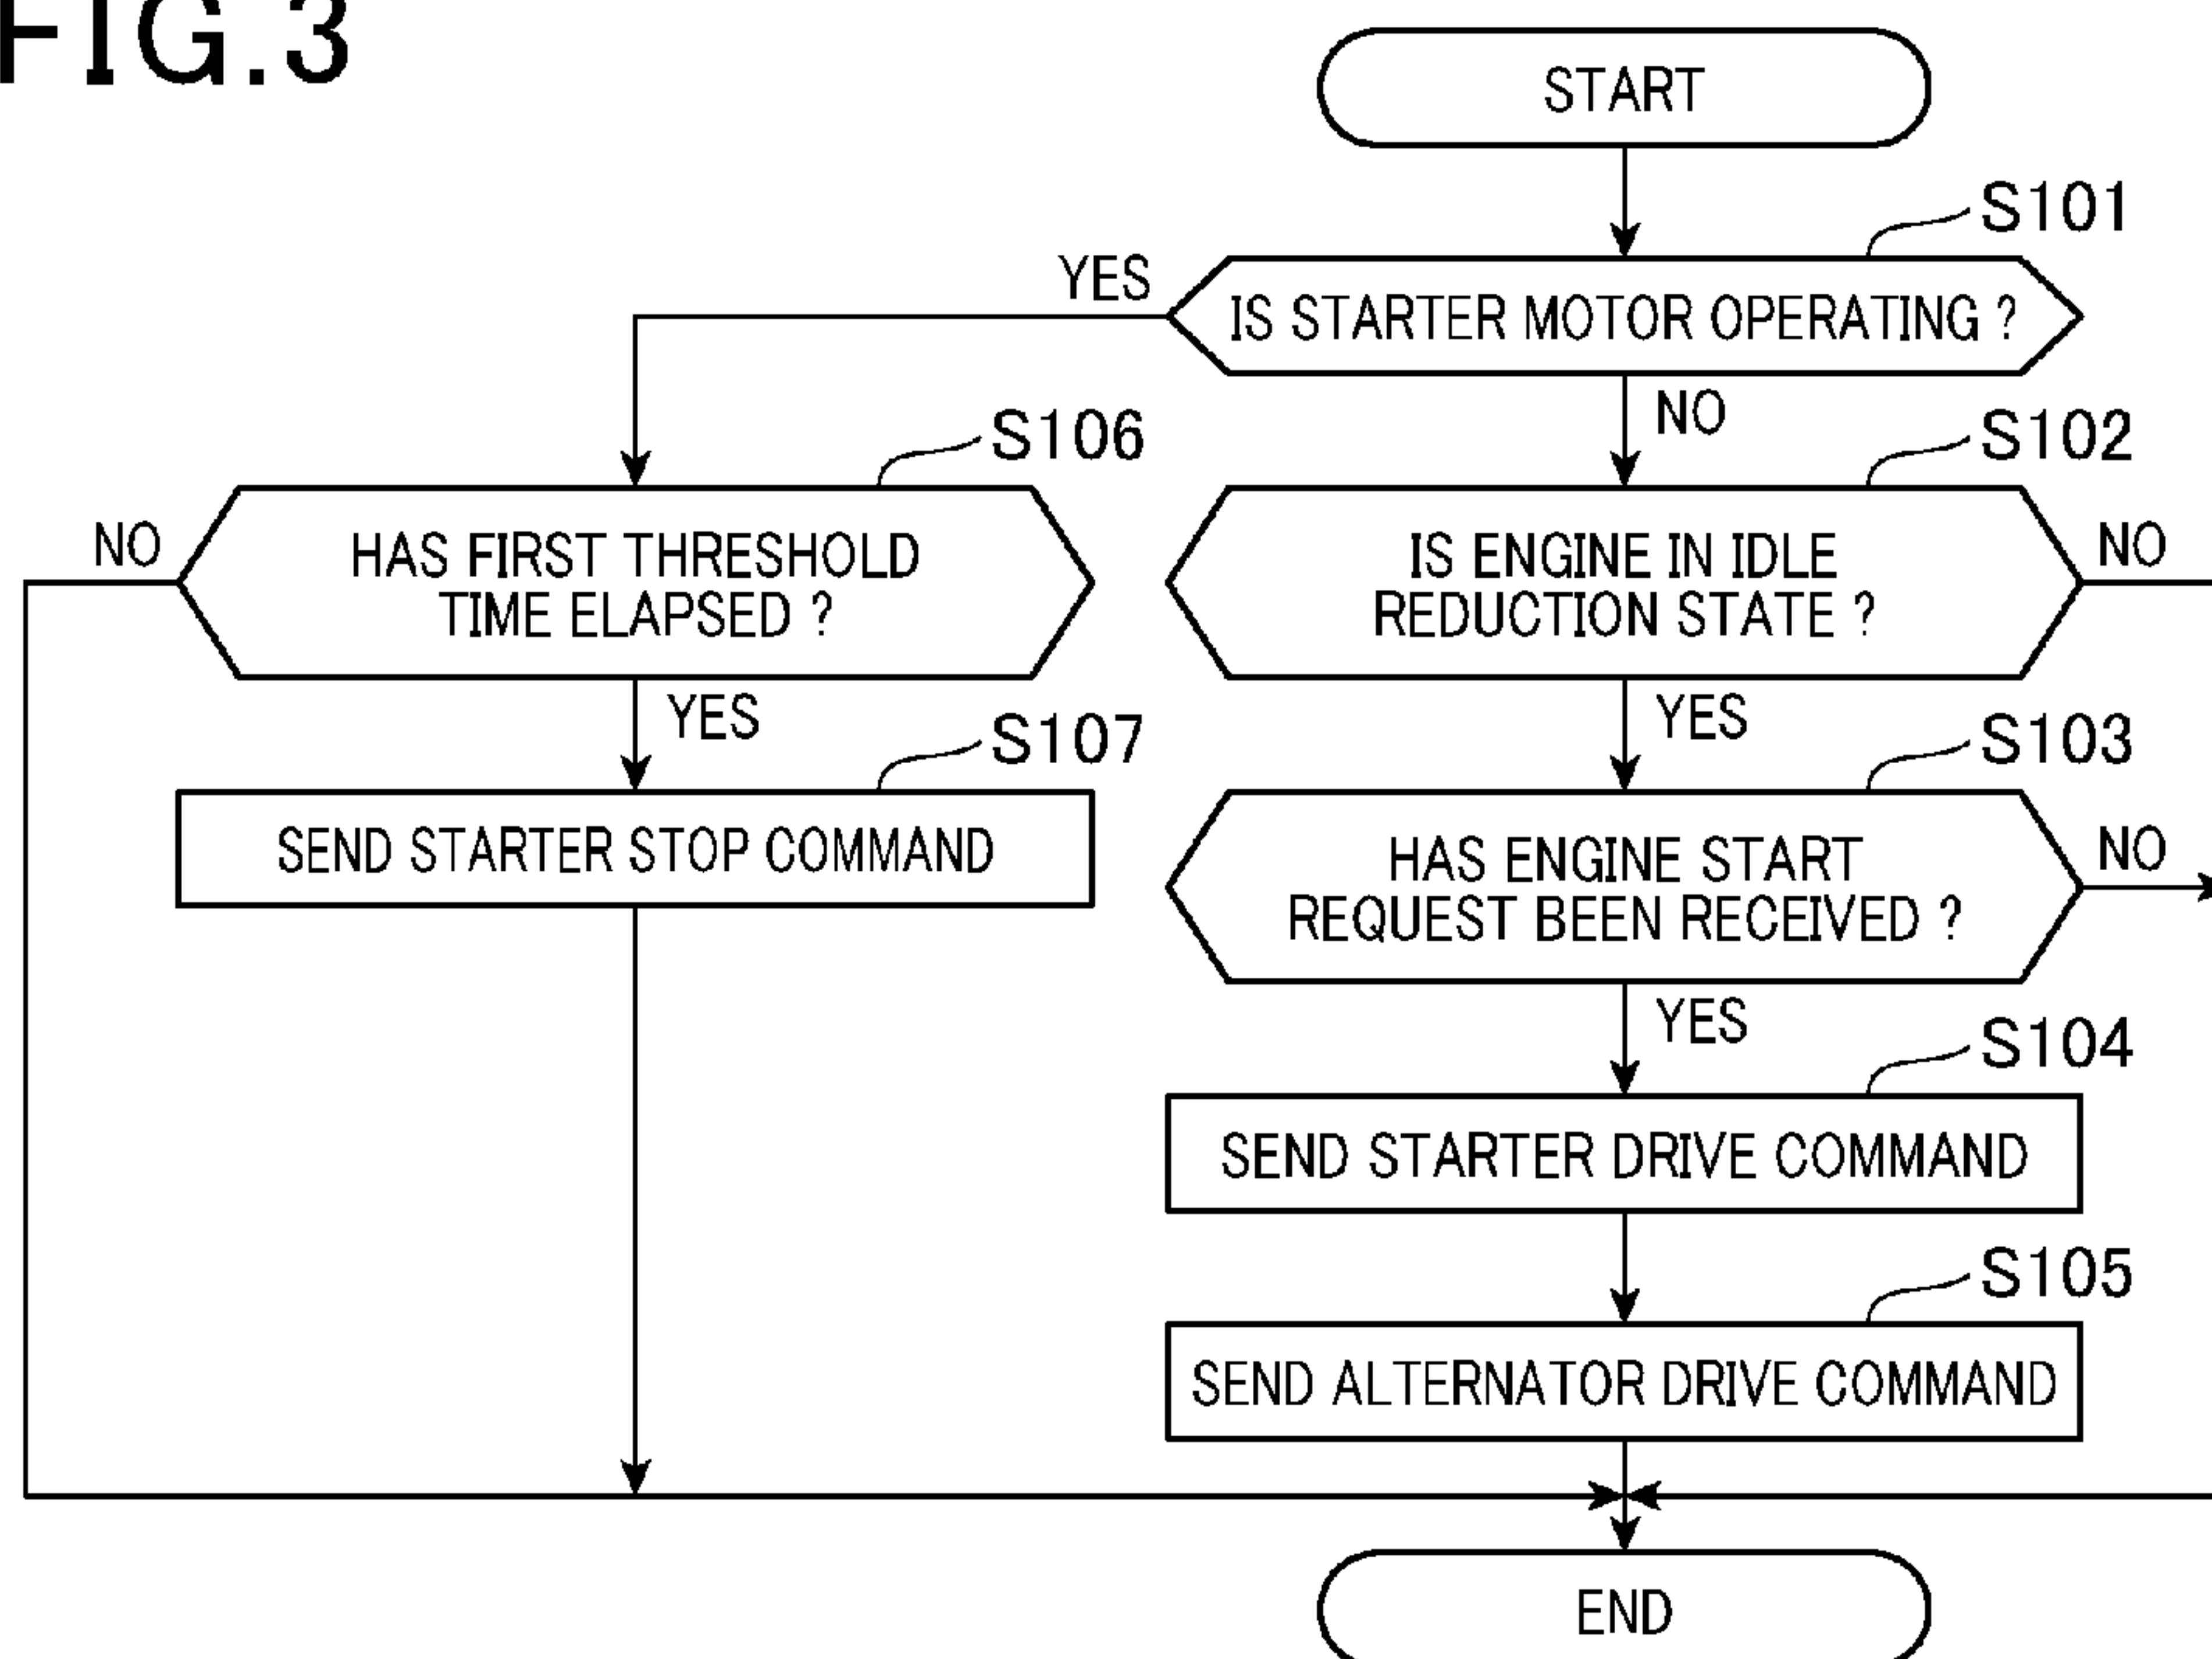 FIG.3
START
S101
YES
IS STARTER MOTOR OPERATING ?
NO
S106
S102
NO
HAS FIRST THRESHOLD
TIME ELAPSED ?
IS ENGINE IN IDLE
REDUCTION STATE ?
NO
YES
YES
S107
S103
SEND STARTER STOP COMMAND
HAS ENGINE START
REQUEST BEEN RECEIVED ?
NO
YES
S104
SEND STARTER DRIVE COMMAND
S105
SEND ALTERNATOR DRIVE COMMAND
END